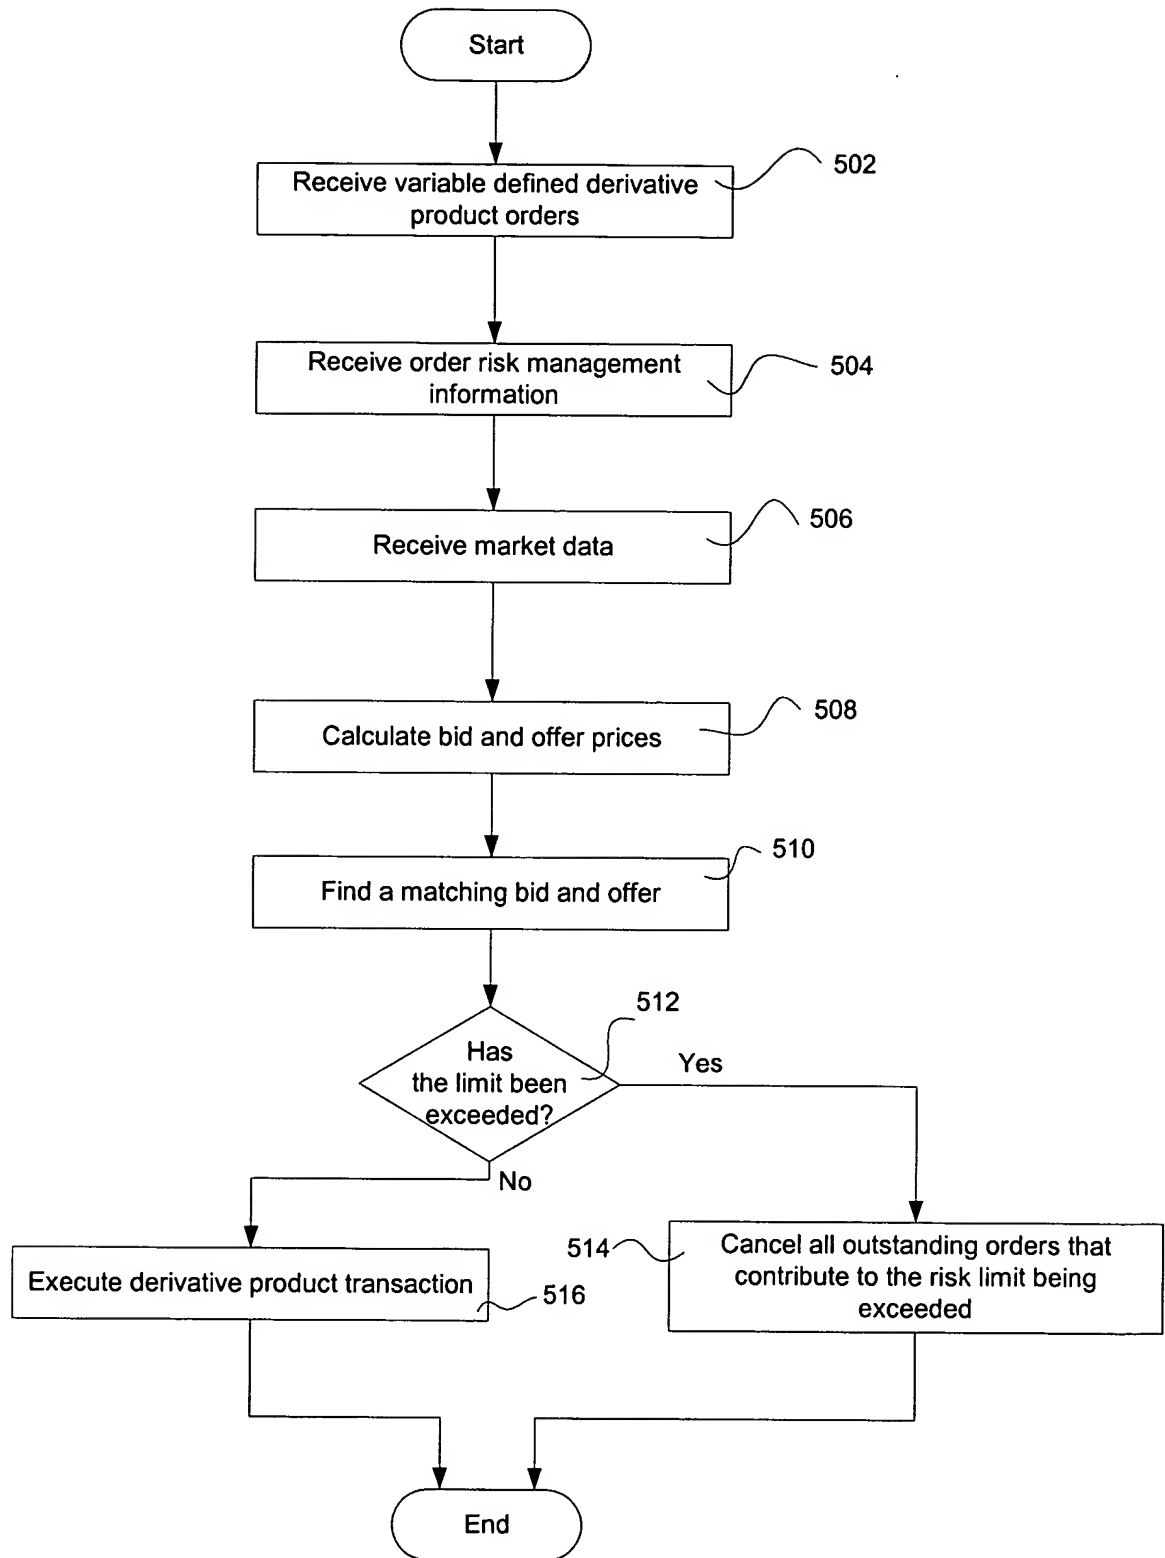 Start
Receive variable defined derivative
product orders
502
Receive order risk management
information
504
Receive market data
506
Calculate bid and offer prices
508
Find a matching bid and offer
510
512
Has
the limit been
exceeded?
Yes
No
Execute derivative product transaction
516
514
Cancel all outstanding orders that
contribute to the risk limit being
exceeded
End